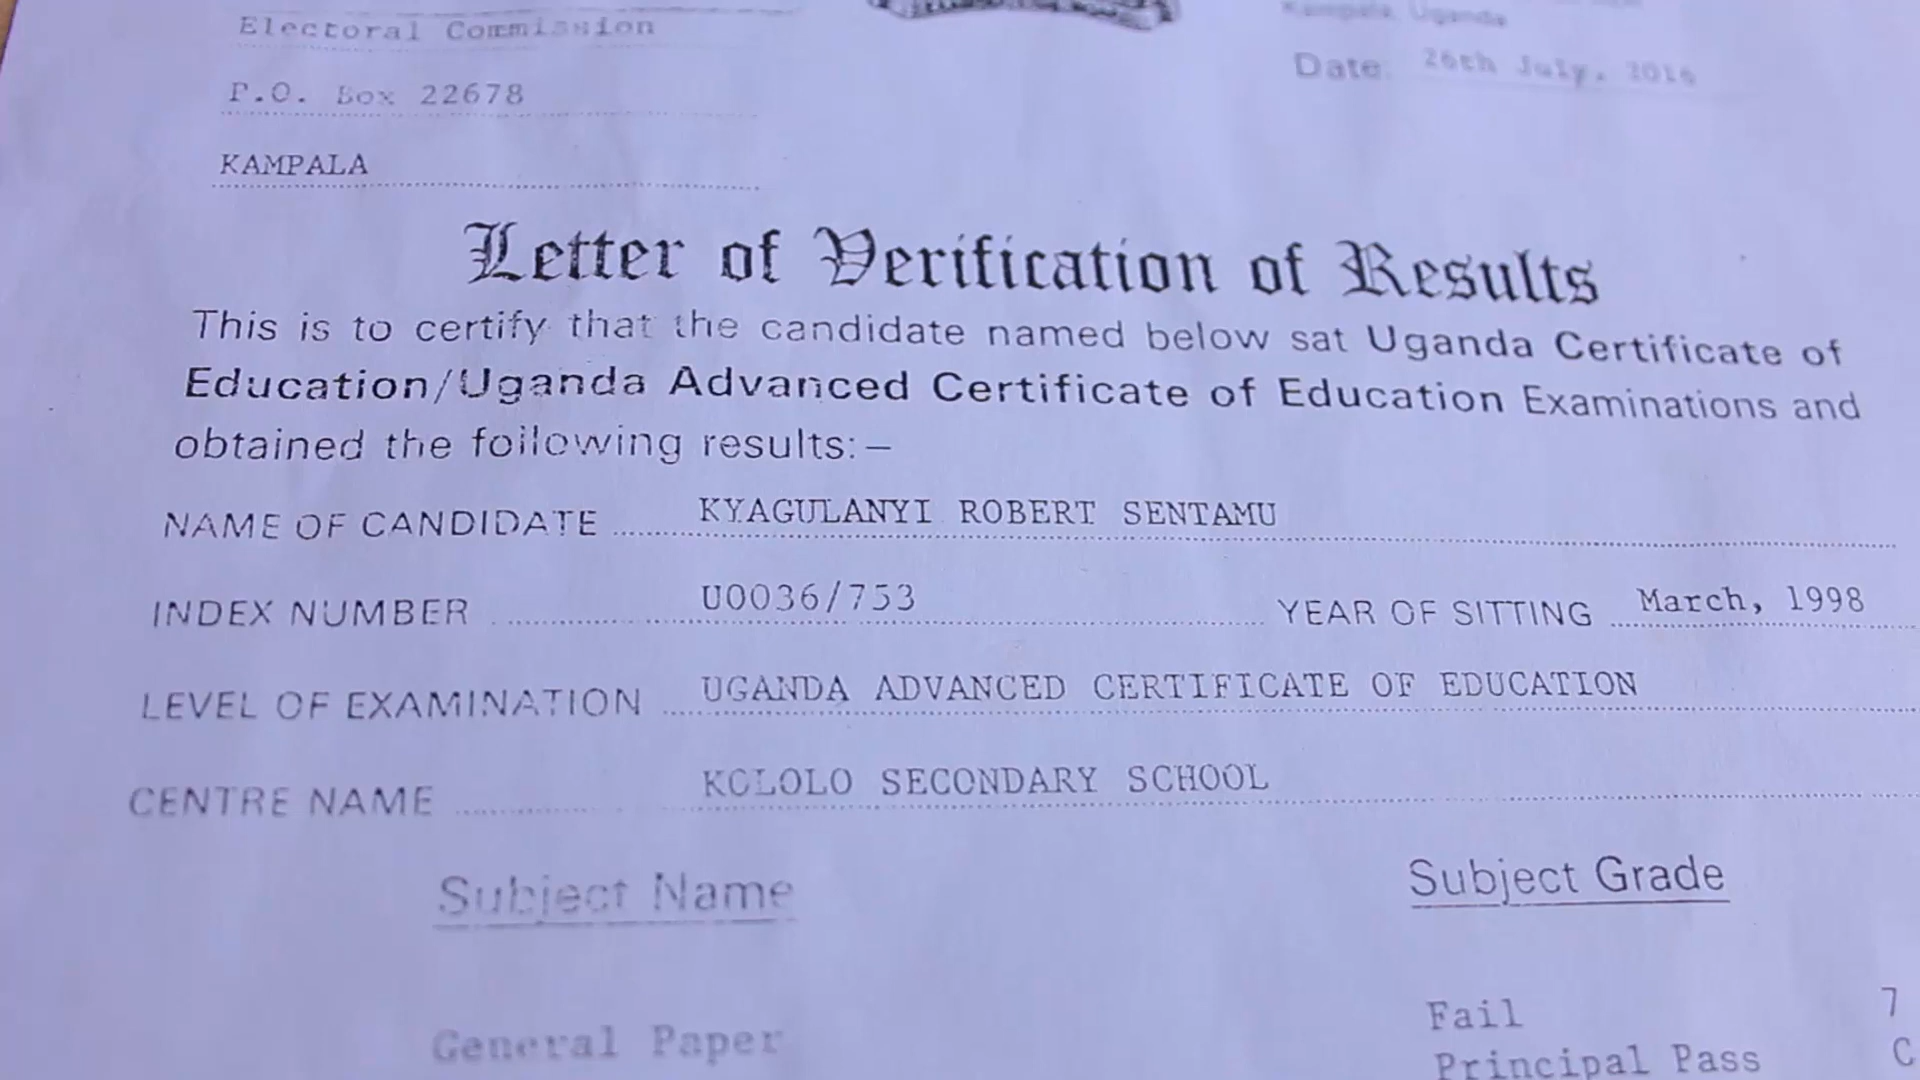 Electoral Commission
Kampala, Uganda
P.O. Box 22678
Date: 26th July, 2016
KAMPALA
Letter of Verification of Results
This is to certify that the candidate named below sat Uganda Certificate of
Education/Uganda Advanced Certificate of Education Examinations and
obtained the following results:–
NAME OF CANDIDATE KYAGULANYI ROBERT SENTAMU
INDEX NUMBER U0036/753 YEAR OF SITTING March, 1998
LEVEL OF EXAMINATION UGANDA ADVANCED CERTIFICATE OF EDUCATION
CENTRE NAME KOLOLO SECONDARY SCHOOL
Subject Name Subject Grade
General Paper Fail 7
Principal Pass C